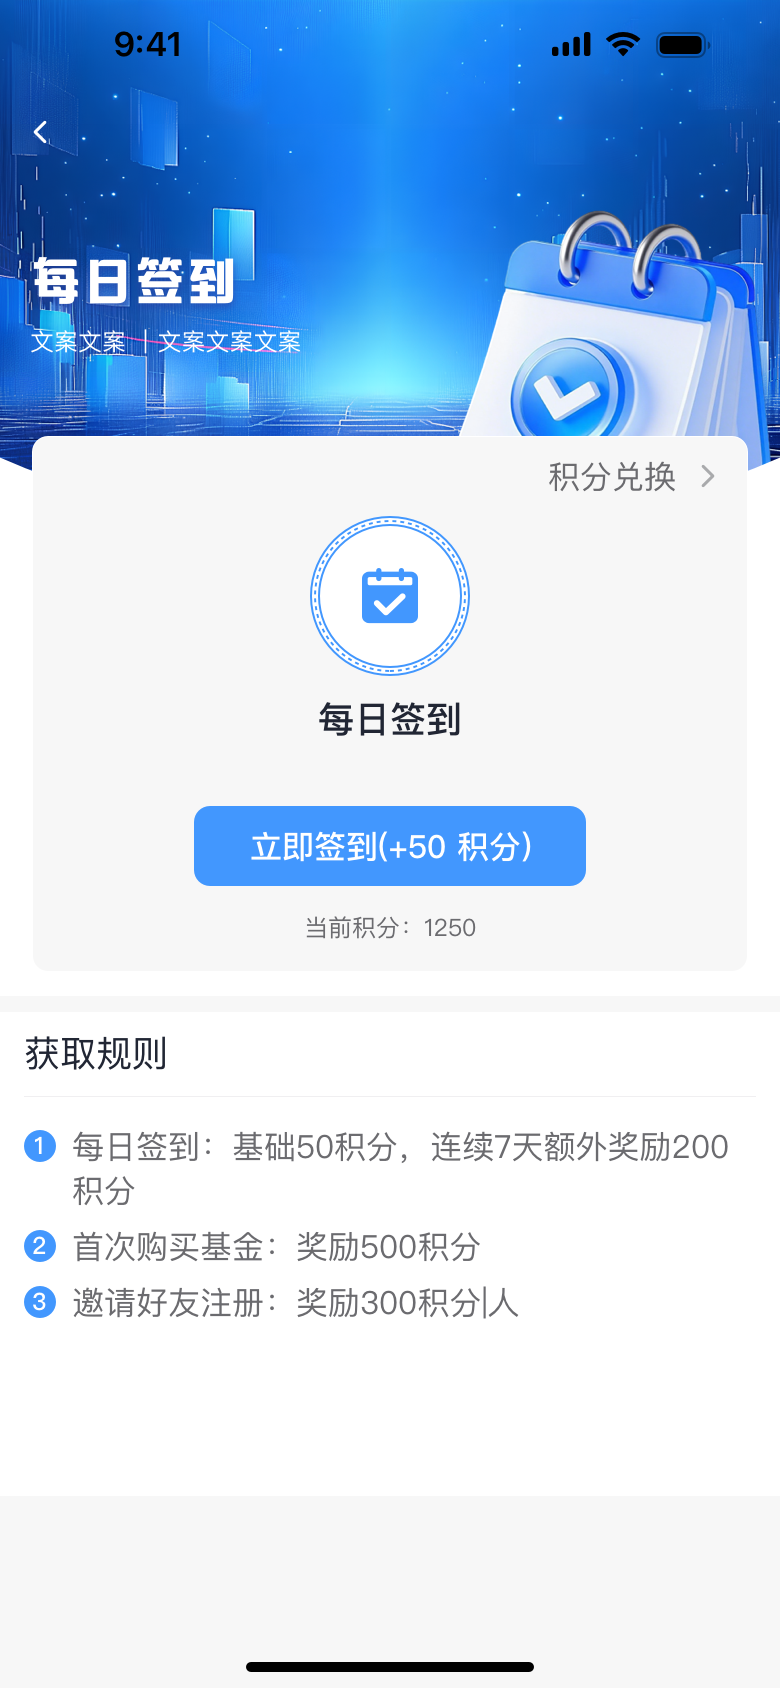 9:41
每日签到
文案文案 | 文案文案文案
积分兑换
每日签到
立即签到(+50 积分)
当前积分：1250
获取规则
1 每日签到：基础50积分，连续7天额外奖励200
积分
2 首次购买基金：奖励500积分
3 邀请好友注册：奖励300积分|人